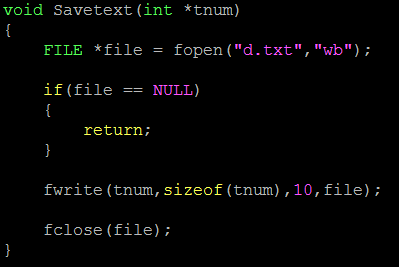 void Savetext(int *tnum)
{
    FILE *file = fopen("d.txt","wb");

    if(file == NULL)
    {
        return;
    }

    fwrite(tnum,sizeof(tnum),10,file);

    fclose(file);
}